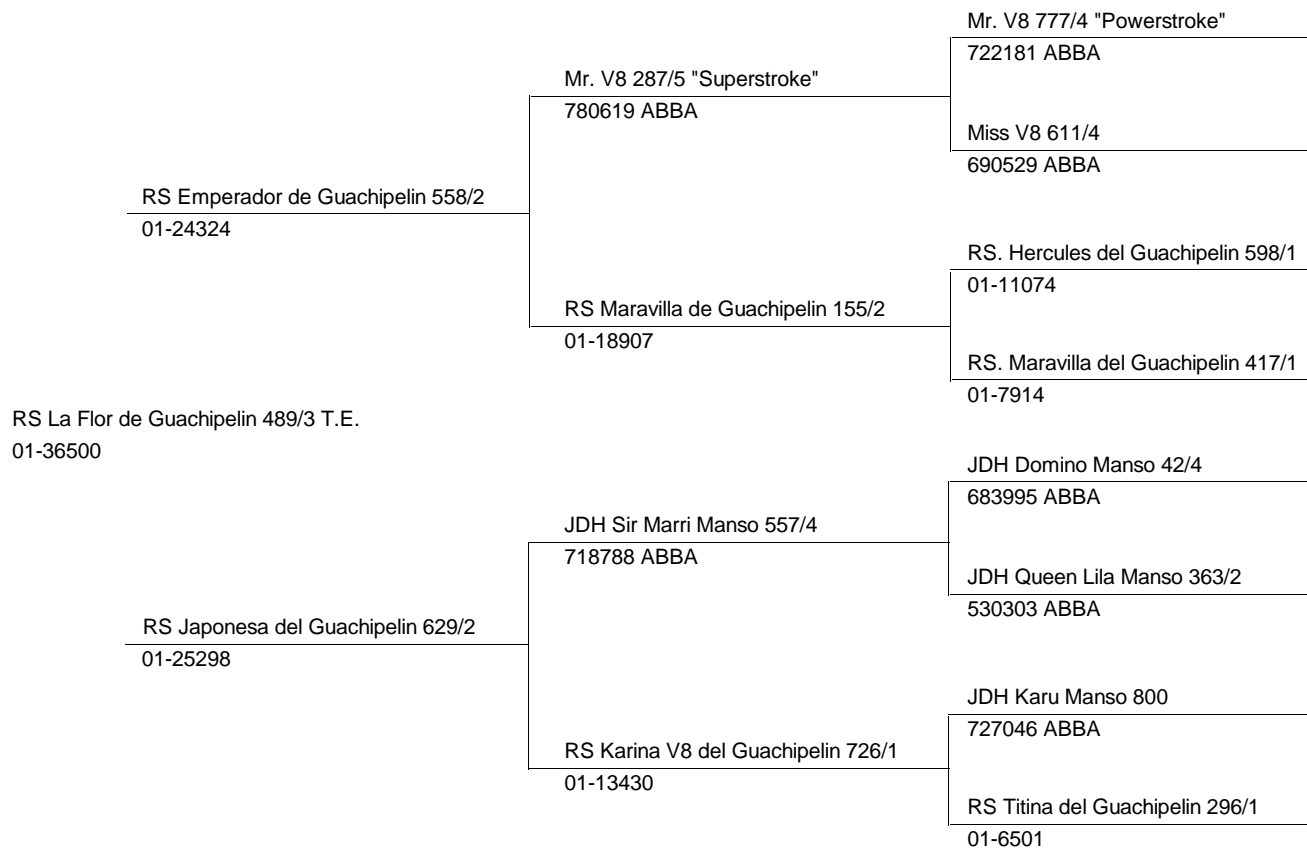 Mr. V8 777/4 "Powerstroke"
722181 ABBA
Mr. V8 287/5 "Superstroke"
780619 ABBA
Miss V8 611/4
690529 ABBA
RS Emperador de Guachipelin 558/2
01-24324
RS. Hercules del Guachipelin 598/1
01-11074
RS Maravilla de Guachipelin 155/2
01-18907
RS. Maravilla del Guachipelin 417/1
01-7914
RS La Flor de Guachipelin 489/3 T.E.
01-36500
JDH Domino Manso 42/4
683995 ABBA
JDH Sir Marri Manso 557/4
718788 ABBA
JDH Queen Lila Manso 363/2
530303 ABBA
RS Japonesa del Guachipelin 629/2
01-25298
JDH Karu Manso 800
727046 ABBA
RS Karina V8 del Guachipelin 726/1
01-13430
RS Titina del Guachipelin 296/1
01-6501